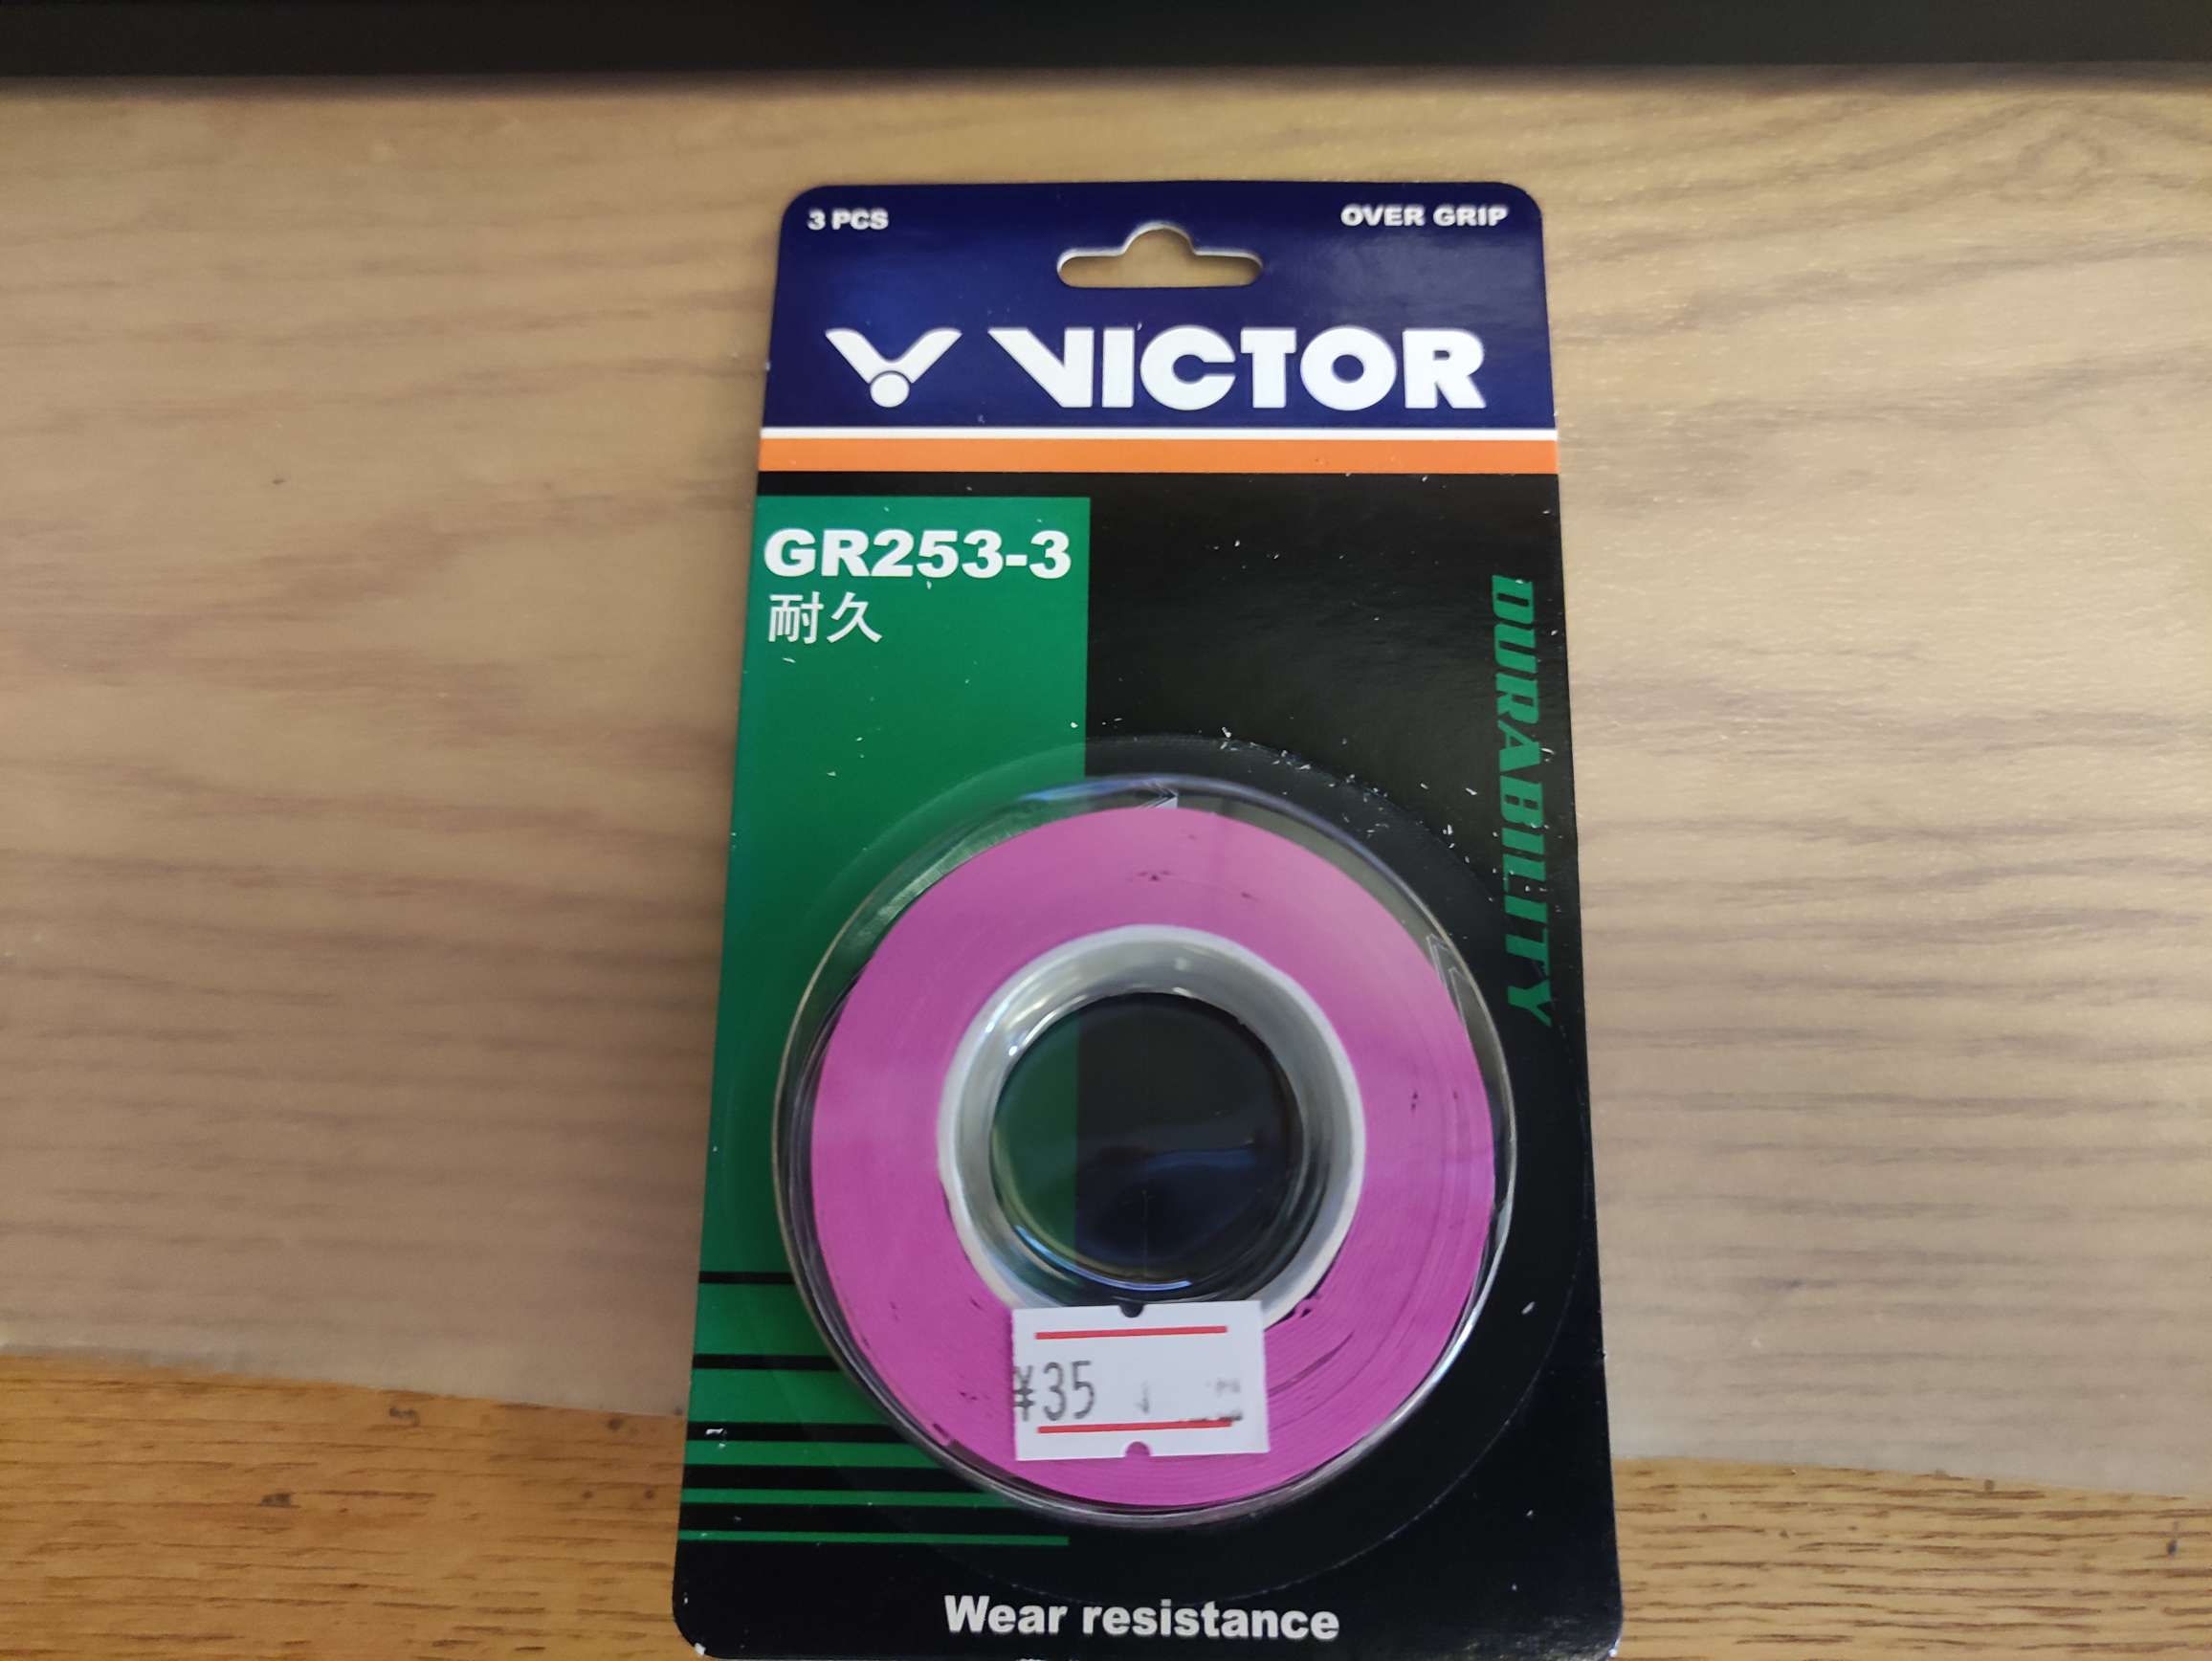 3 PCS
OVER GRIP
VICTOR
GR253-3
耐久
DURABILITY
¥35
Wear resistance